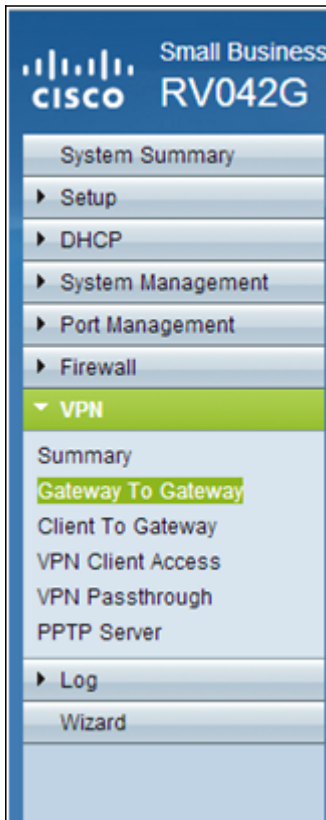 Small Business
CISCO RV042G
System Summary
Setup
DHCP
System Management
Port Management
Firewall
VPN
Summary
Gateway To Gateway
Client To Gateway
VPN Client Access
VPN Passthrough
PPTP Server
Log
Wizard